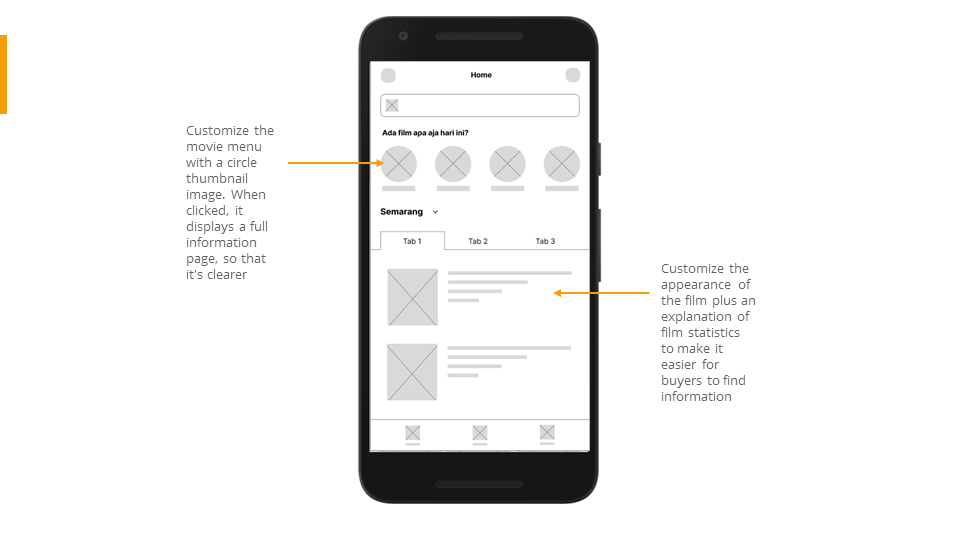 Home
Ada film apa aja hari ini?
Semarang
Tab 1
Tab 2
Tab 3
Customize the
movie menu
with a circle
thumbnail
image. When
clicked, it
displays a full
information
page, so that
it's clearer
Customize the
appearance of
the film plus an
explanation of
film statistics
to make it
easier for
buyers to find
information